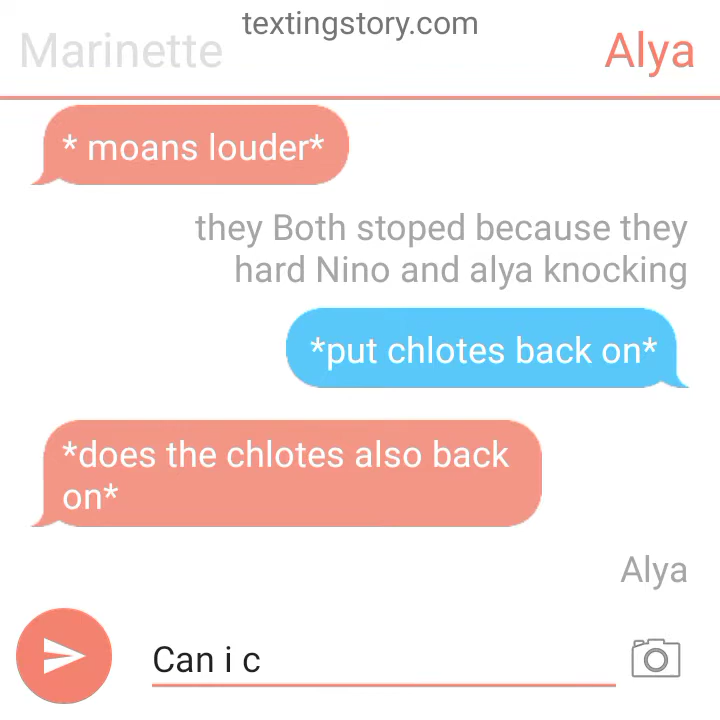 textingstory.com
Marinette
Alya
* moans louder*
they Both stoped because they
hard Nino and alya knocking
*put chlotes back on*
*does the chlotes also back
on*
Alya
Can i c